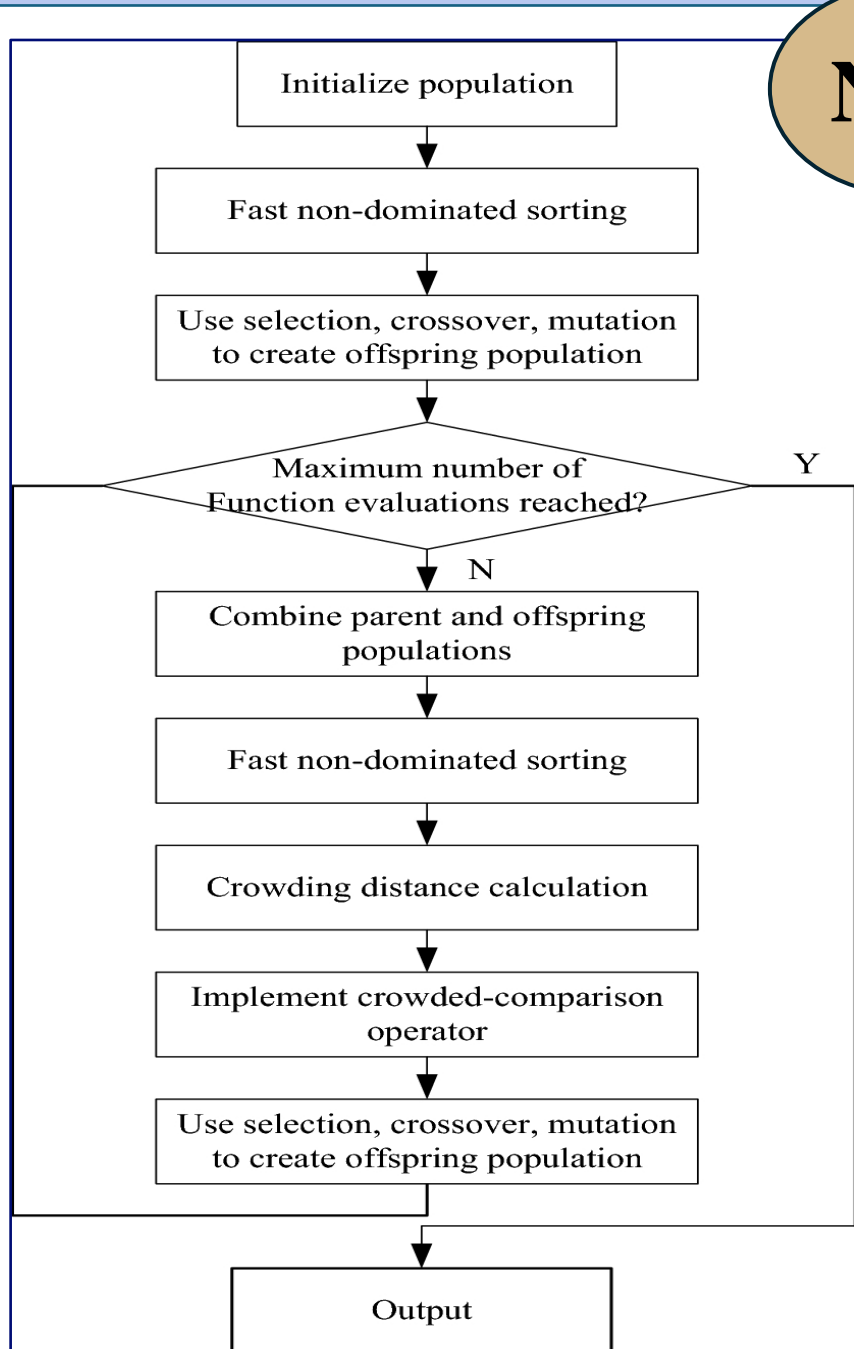 Initialize population
Fast non-dominated sorting
Use selection, crossover, mutation
to create offspring population
Maximum number of
Function evaluations reached?
Y
N
Combine parent and offspring
populations
Fast non-dominated sorting
Crowding distance calculation
Implement crowded-comparison
operator
Use selection, crossover, mutation
to create offspring population
Output